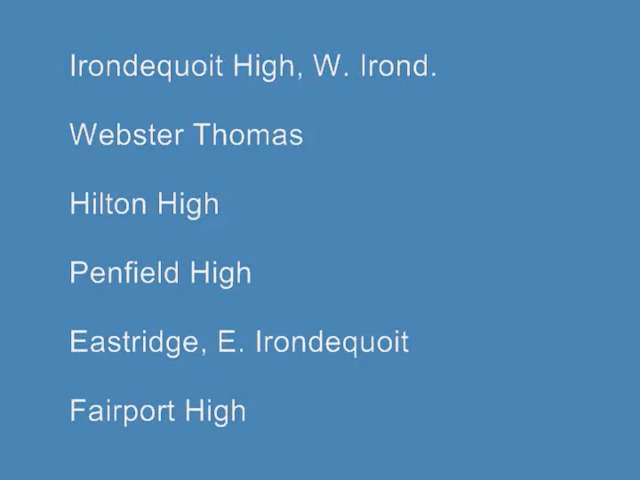 Irondequoit High, W. Irond.
Webster Thomas
Hilton High
Penfield High
Eastridge, E. Irondequoit
Fairport High